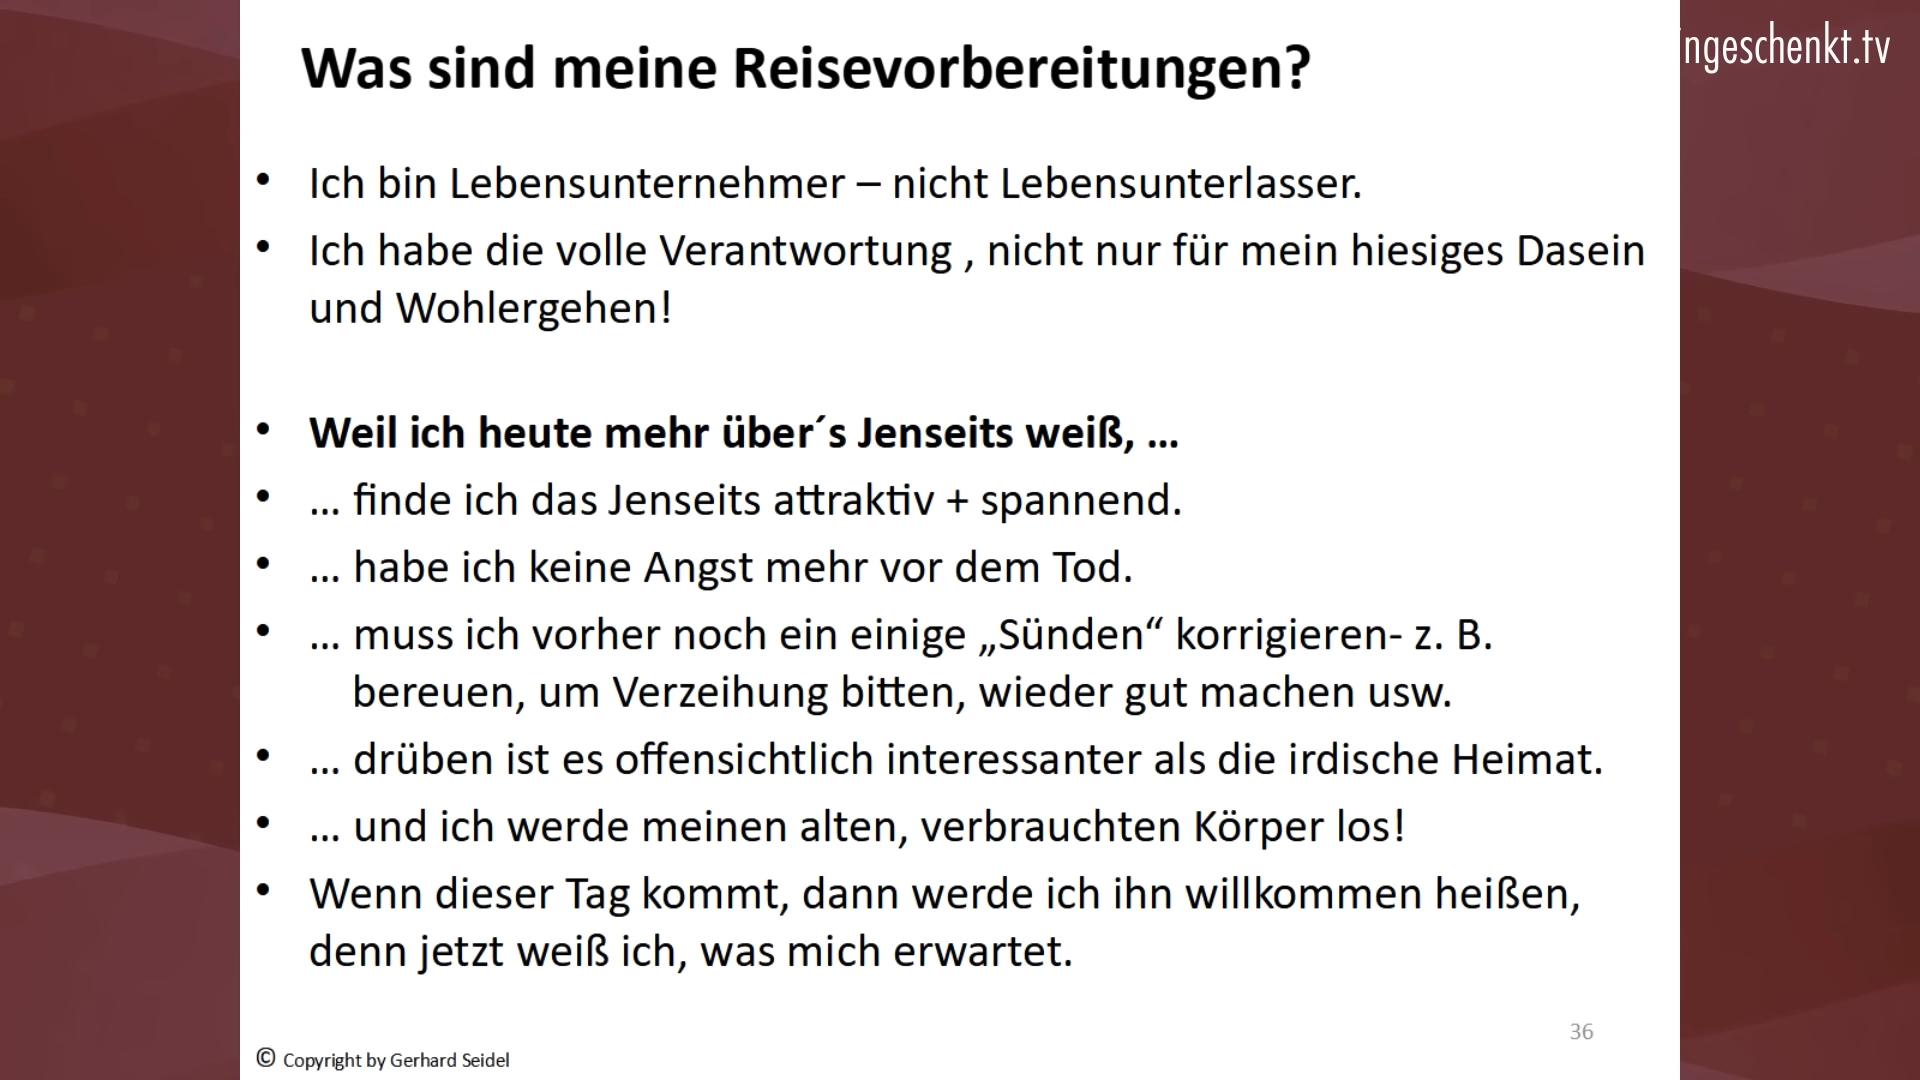 Was sind meine Reisevorbereitungen?
ngeschenkt.tv
• Ich bin Lebensunternehmer – nicht Lebensunterlasser.
• Ich habe die volle Verantwortung , nicht nur für mein hiesiges Dasein
und Wohlergehen!
• Weil ich heute mehr über´s Jenseits weiß, ...
• ... finde ich das Jenseits attraktiv + spannend.
• ... habe ich keine Angst mehr vor dem Tod.
• ... muss ich vorher noch ein einige „Sünden“ korrigieren- z. B.
bereuen, um Verzeihung bitten, wieder gut machen usw.
• ... drüben ist es offensichtlich interessanter als die irdische Heimat.
• ... und ich werde meinen alten, verbrauchten Körper los!
• Wenn dieser Tag kommt, dann werde ich ihn willkommen heißen,
denn jetzt weiß ich, was mich erwartet.
36
© Copyright by Gerhard Seidel